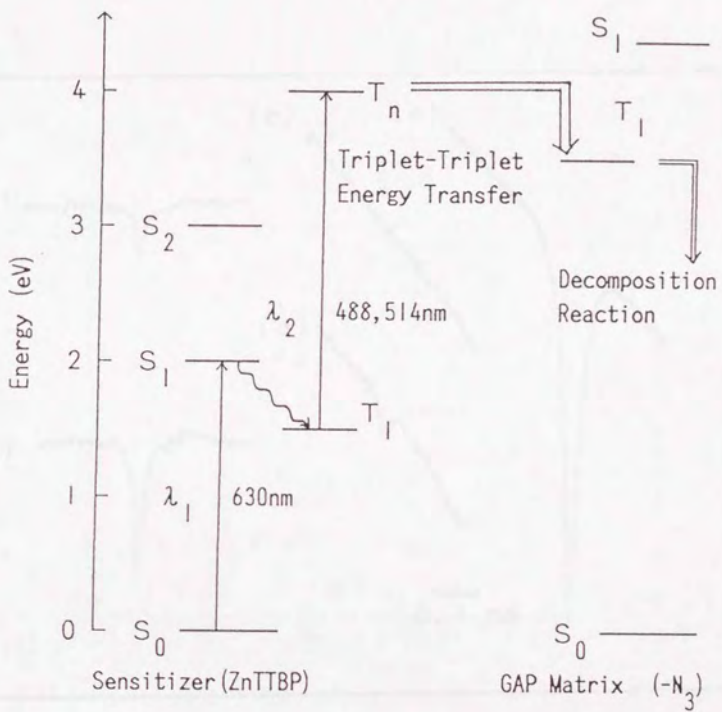 S₁
4
Tₙ
T₁
Triplet-Triplet
Energy Transfer
3
S₂
Decomposition
Reaction
Energy (eV)
λ₂
488,514nm
2
S₁
T₁
1
λ₁
630nm
0
S₀
S₀
Sensitizer(ZnTTBP)
GAP Matrix (-N₃)